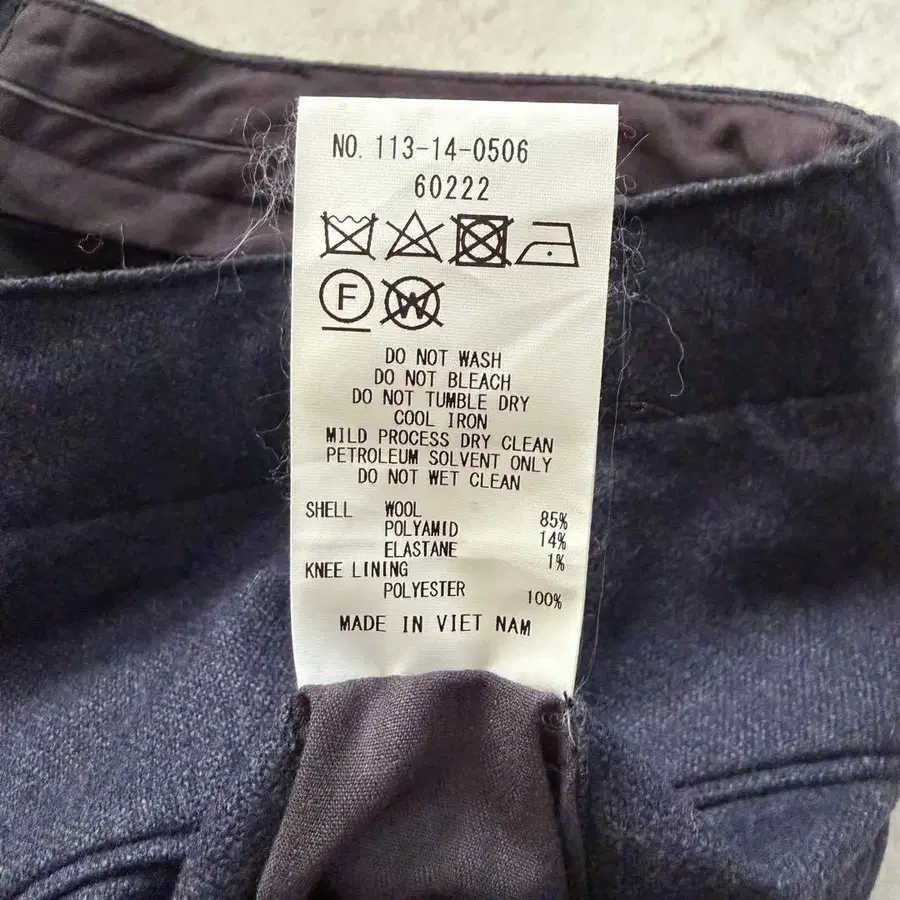 NO. 113-14-0506
60222
F W
DO NOT WASH
DO NOT BLEACH
DO NOT TUMBLE DRY
COOL IRON
MILD PROCESS DRY CLEAN
PETROLEUM SOLVENT ONLY
DO NOT WET CLEAN
SHELL WOOL 85%
POLYAMID 14%
ELASTANE 1%
KNEE LINING
POLYESTER 100%
MADE IN VIET NAM